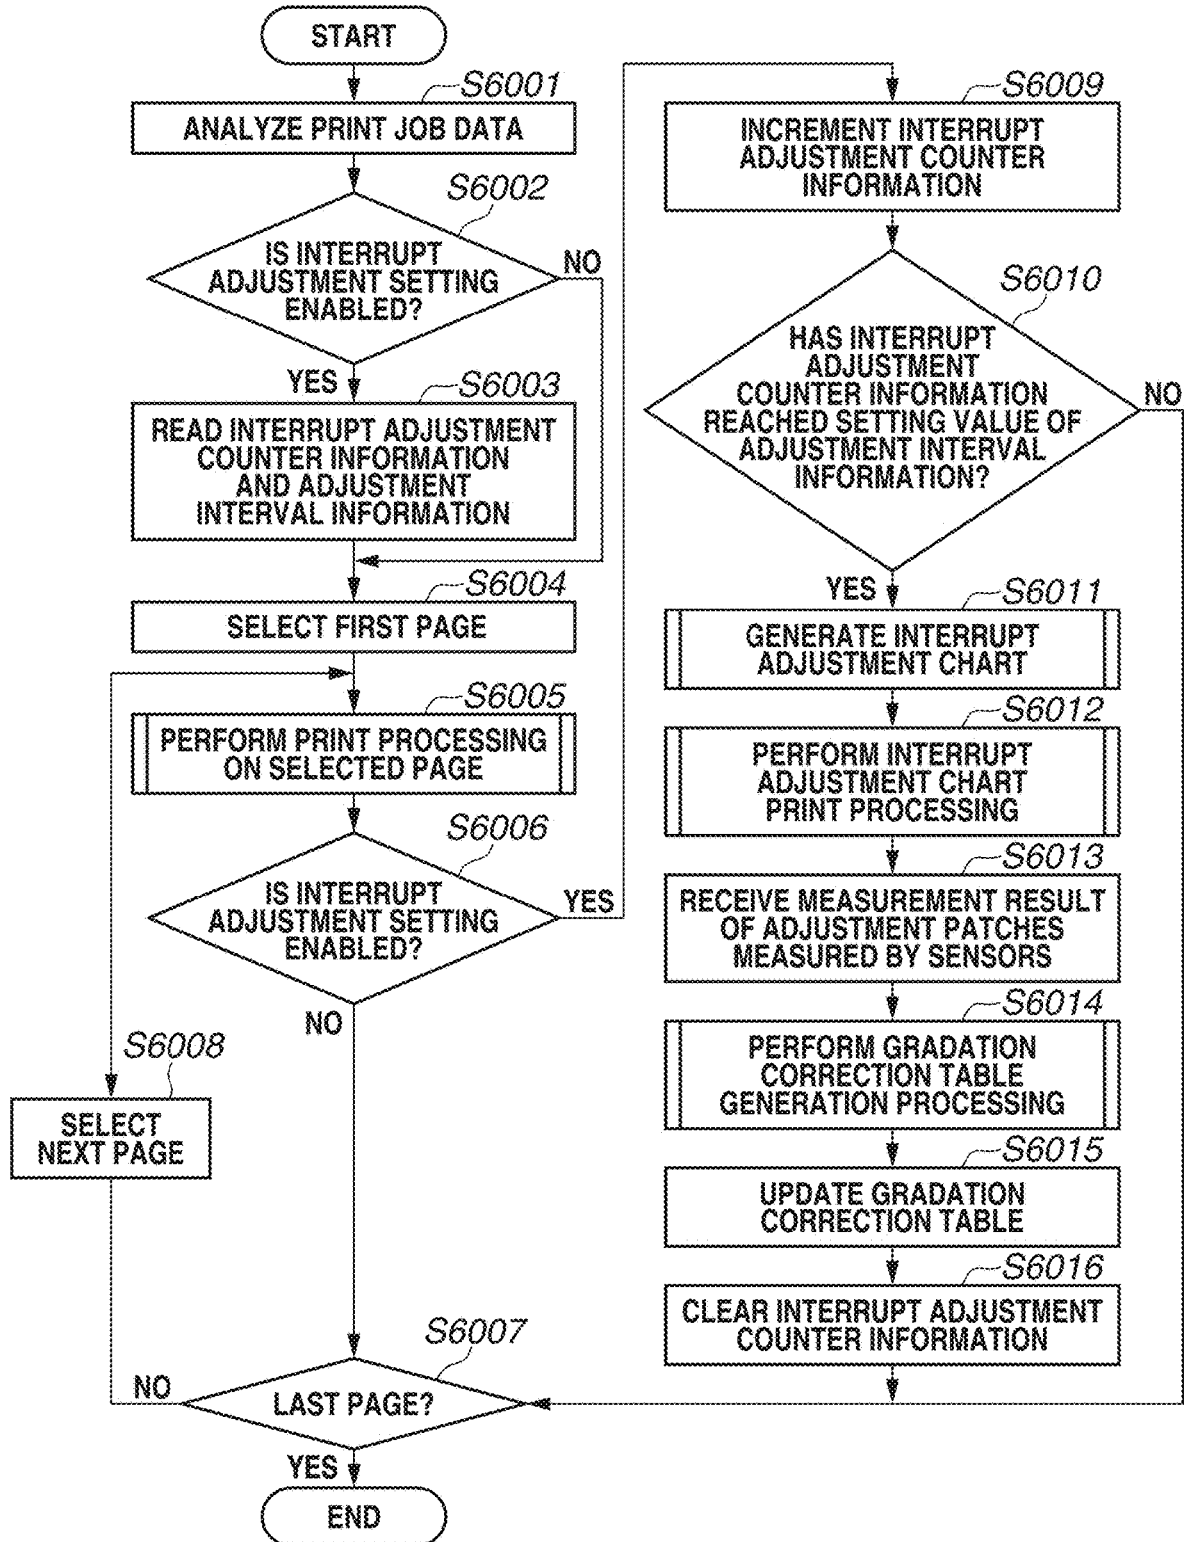 START
S6001
ANALYZE PRINT JOB DATA
S6002
IS INTERRUPT
ADJUSTMENT SETTING
ENABLED?
NO
YES
S6003
READ INTERRUPT ADJUSTMENT
COUNTER INFORMATION
AND ADJUSTMENT
INTERVAL INFORMATION
S6004
SELECT FIRST PAGE
S6005
PERFORM PRINT PROCESSING
ON SELECTED PAGE
S6006
IS INTERRUPT
ADJUSTMENT SETTING
ENABLED?
YES
NO
S6008
SELECT
NEXT PAGE
S6007
LAST PAGE?
NO
YES
END
S6009
INCREMENT INTERRUPT
ADJUSTMENT COUNTER
INFORMATION
S6010
HAS INTERRUPT
ADJUSTMENT
COUNTER INFORMATION
REACHED SETTING VALUE OF
ADJUSTMENT INTERVAL
INFORMATION?
NO
YES
S6011
GENERATE INTERRUPT
ADJUSTMENT CHART
S6012
PERFORM INTERRUPT
ADJUSTMENT CHART
PRINT PROCESSING
S6013
RECEIVE MEASUREMENT RESULT
OF ADJUSTMENT PATCHES
MEASURED BY SENSORS
S6014
PERFORM GRADATION
CORRECTION TABLE
GENERATION PROCESSING
S6015
UPDATE GRADATION
CORRECTION TABLE
S6016
CLEAR INTERRUPT ADJUSTMENT
COUNTER INFORMATION